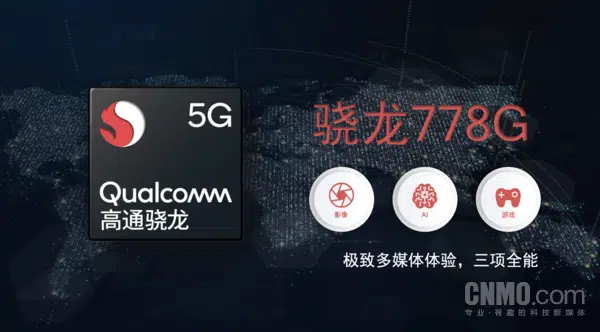 5G
Qualcomm
高通骁龙
骁龙778G
影像
AI
游戏
极致多媒体体验，三项全能
CNMO.com
专业·有趣的科技新媒体